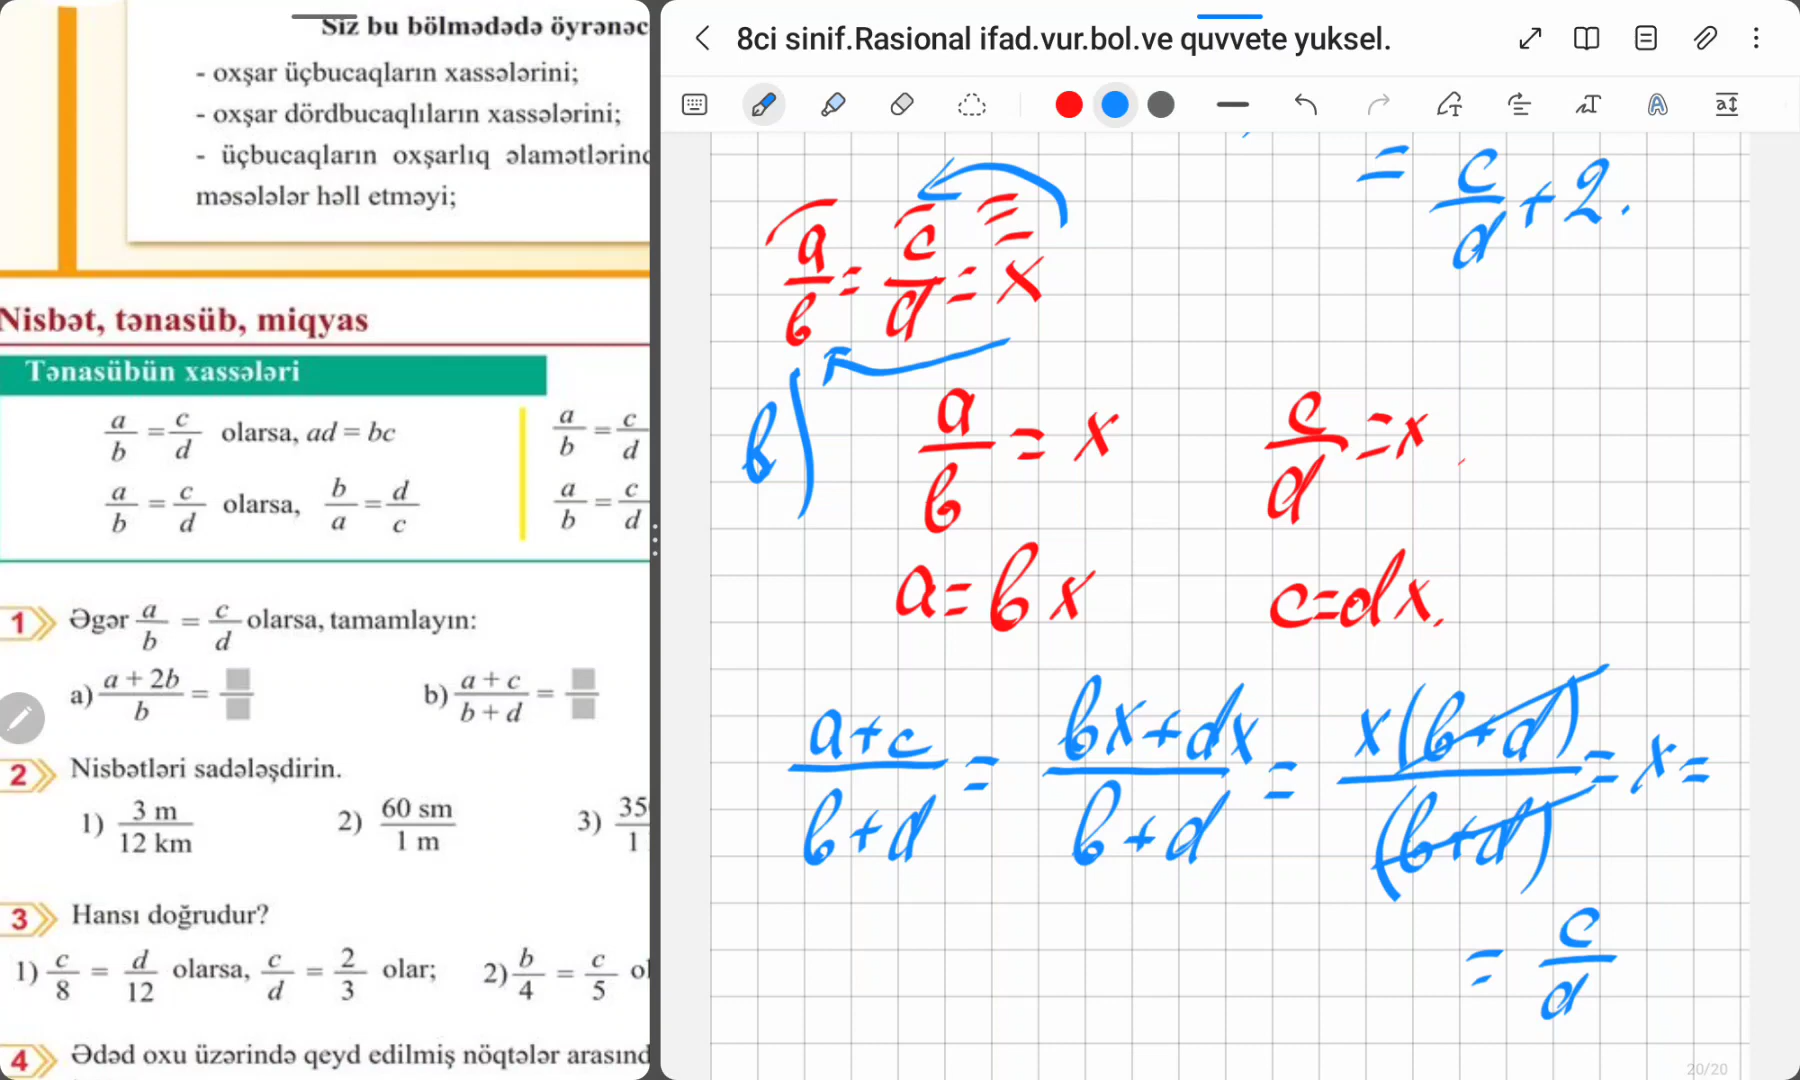 Siz bu bölmədədə öyrənəc
- oxşar üçbucaqların xassələrini;
- oxşar dördbucaqlıların xassələrini;
- üçbucaqların oxşarlıq əlamətlərinə
məsələlər həll etməyi;
Nisbət, tənasüb, miqyas
Tənasübün xassələri
a/b = c/d olarsa, ad = bc
a/b = c/d
a/b = c/d olarsa, b/a = d/c
a/b = c/d
1 Əgər a/b = c/d olarsa, tamamlayın:
a) (a + 2b)/b =
b) (a + c)/(b + d) =
2 Nisbətləri sadələşdirin.
1) 3 m/12 km
2) 60 sm/1 m
3) 35/1
3 Hansı doğrudur?
1) c/8 = d/12 olarsa, c/d = 2/3 olar;
2) b/4 = c/5 ol
4 Ədəd oxu üzərində qeyd edilmiş nöqtələr arasınd
8ci sinif.Rasional ifad.vur.bol.ve quvvete yuksel.
= c/d + 2.
a/b = c/d = x
b)
a/b = x
c/d = x
a = bx
c = dx.
(a+c)/(b+d) = (bx+dx)/(b+d) = x(b+d)/(b+d) = x =
= c/d
20/20